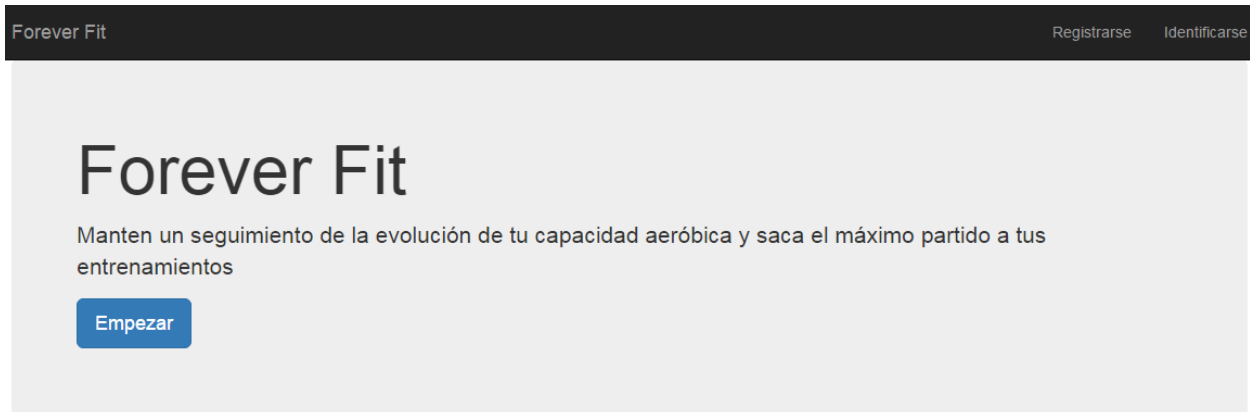 Forever Fit
Registrarse
Identificarse
Forever Fit
Manten un seguimiento de la evolución de tu capacidad aeróbica y saca el máximo partido a tus
entrenamientos
Empezar